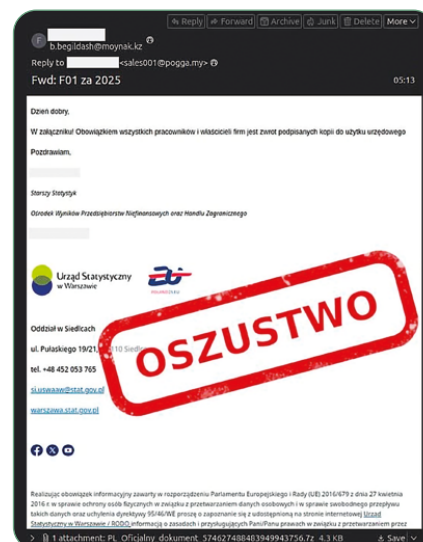 Reply Forward Archive Junk Delete More
F
b.begildash@moynak.kz
Reply to <sales001@pogga.my>
Fwd: F01 za 2025 05:13
Dzień dobry,
W załączniku! Obowiązkiem wszystkich pracowników i właścicieli firm jest zwrot podpisanych kopii do użytku urzędowego
Pozdrawiam,
Starszy Statystyk
Ośrodek Wyników Przedsiębiorstw Niefinansowych oraz Handlu Zagranicznego
Urząd Statystyczny
w Warszawie
OSZUSTWO
Oddział w Siedlcach
ul. Pułaskiego 19/21, 110 Siedlc
tel. +48 452 053 765
si.uswaaw@stat.gov.pl
warszawa.stat.gov.pl
Realizując obowiązek informacyjny zawarty w rozporządzeniu Parlamentu Europejskiego i Rady (UE) 2016/679 z dnia 27 kwietnia
2016 r. w sprawie ochrony osób fizycznych w związku z przetwarzaniem danych osobowych i w sprawie swobodnego przepływu
takich danych oraz uchylenia dyrektywy 95/46/WE proszę o zapoznanie się z udostępnioną na stronie internetowej Urząd
Statystyczny w Warszawie / RODO informacją o zasadach i przysługujących Pani/Panu prawach w związku z przetwarzaniem przez
1 attachment: PL_Oficjalny_dokument_5746274884839949943756.7z 4.3 KB Save